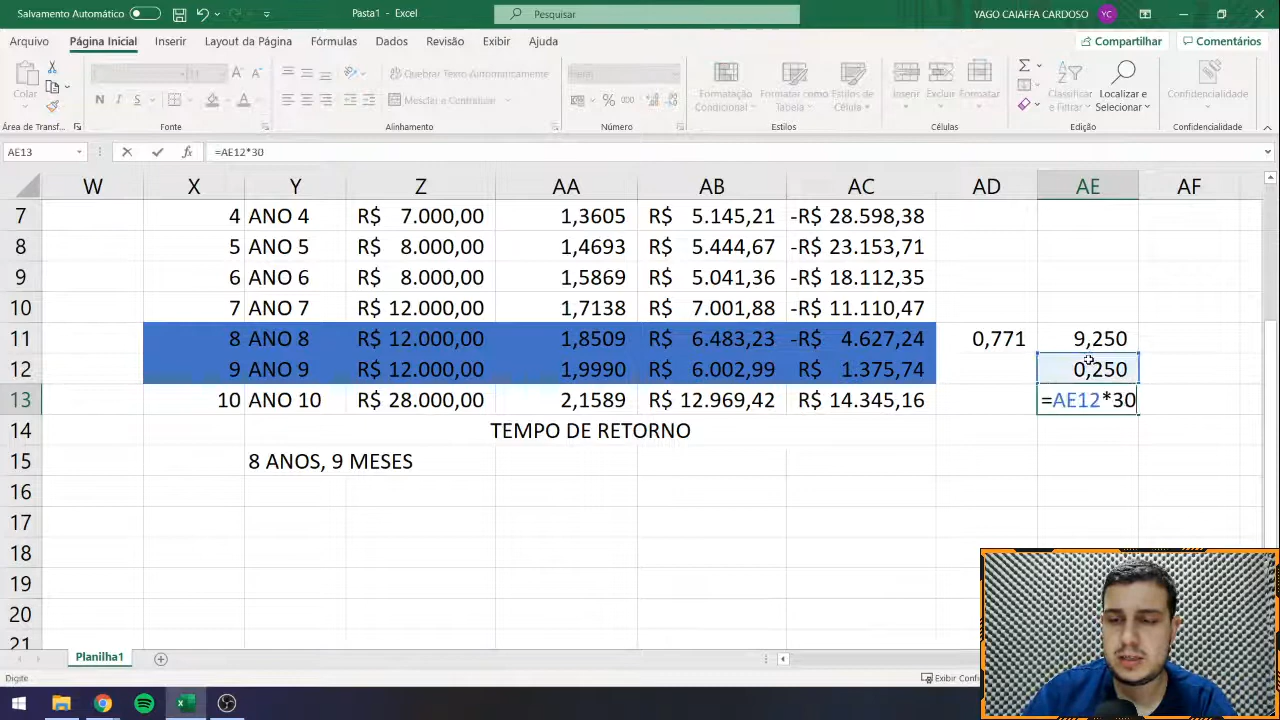 Salvamento Automático
Pasta1 - Excel
Pesquisar
YAGO CAIAFFA CARDOSO
YC
Arquivo Página Inicial Inserir Layout da Página Fórmulas Dados Revisão Exibir Ajuda
Compartilhar
Comentários
Colar
Quebrar Texto Automaticamente
Mesclar e Centralizar
N I S
Formatação Condicional
Formatar como Tabela
Estilos de Célula
Inserir Excluir Formatar
Classificar e Filtrar
Localizar e Selecionar
Confidencialidade
Área de Transf... Fonte Alinhamento Número Estilos Células Edição Confidencialidade
AE13 fx =AE12*30
W X Y Z AA AB AC AD AE AF
7 4 ANO 4 R$ 7.000,00 1,3605 R$ 5.145,21 -R$ 28.598,38
8 5 ANO 5 R$ 8.000,00 1,4693 R$ 5.444,67 -R$ 23.153,71
9 6 ANO 6 R$ 8.000,00 1,5869 R$ 5.041,36 -R$ 18.112,35
10 7 ANO 7 R$ 12.000,00 1,7138 R$ 7.001,88 -R$ 11.110,47
11 8 ANO 8 R$ 12.000,00 1,8509 R$ 6.483,23 -R$ 4.627,24 0,771 9,250
12 9 ANO 9 R$ 12.000,00 1,9990 R$ 6.002,99 R$ 1.375,74 0,250
13 10 ANO 10 R$ 28.000,00 2,1589 R$ 12.969,42 R$ 14.345,16 =AE12*30
14 TEMPO DE RETORNO
15 8 ANOS, 9 MESES
16
17
18
19
20
21
Planilha1
Digite
Exibir Confi